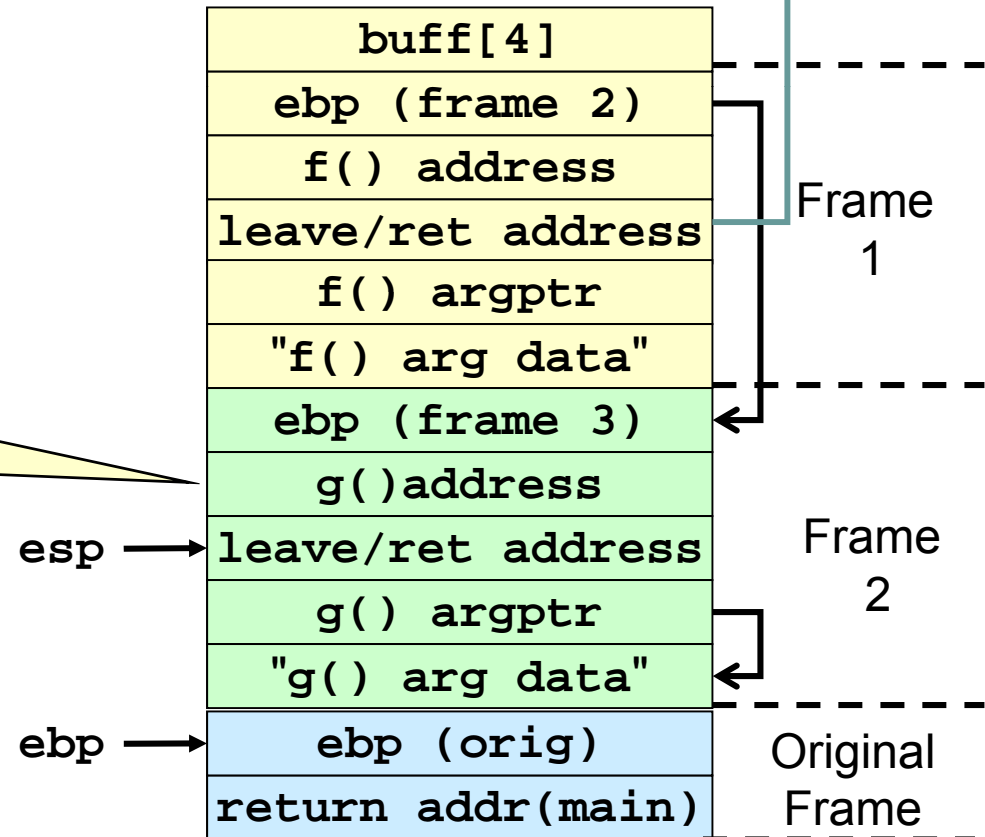 buff[4]
ebp (frame 2)
f() address
leave/ret address
f() argptr
"f() arg data"
Frame
1
ebp (frame 3)
g()address
esp
leave/ret address
g() argptr
"g() arg data"
Frame
2
ebp
ebp (orig)
return addr(main)
Original
Frame